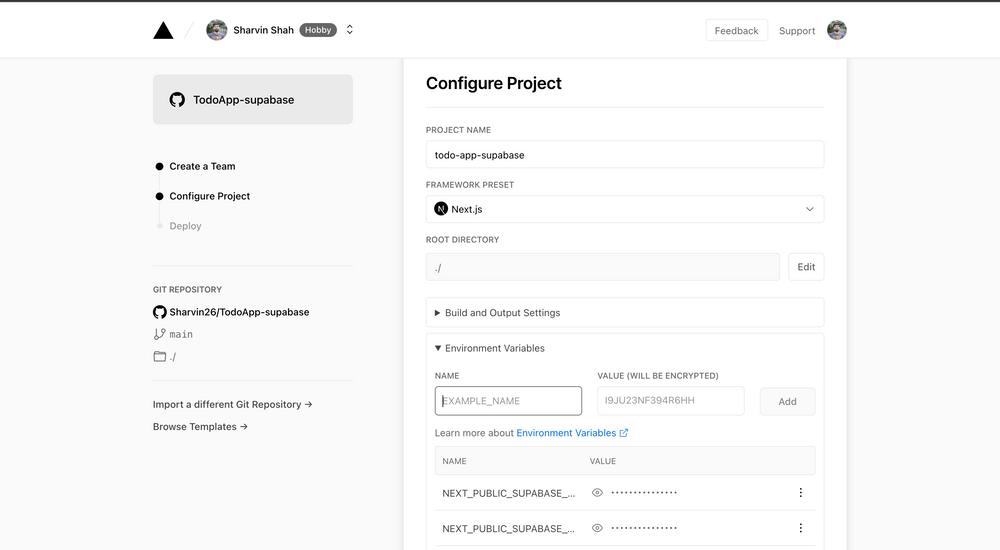 Sharvin Shah Hobby
Feedback Support
TodoApp-supabase
Create a Team
Configure Project
Deploy
GIT REPOSITORY
Sharvin26/TodoApp-supabase
main
./
Import a different Git Repository →
Browse Templates →
Configure Project
PROJECT NAME
todo-app-supabase
FRAMEWORK PRESET
N Next.js
ROOT DIRECTORY
./ Edit
Build and Output Settings
Environment Variables
NAME VALUE (WILL BE ENCRYPTED)
EXAMPLE_NAME I9JU23NF394R6HH Add
Learn more about Environment Variables
NAME VALUE
NEXT_PUBLIC_SUPABASE_... •••••••••••••••
NEXT_PUBLIC_SUPABASE_... •••••••••••••••